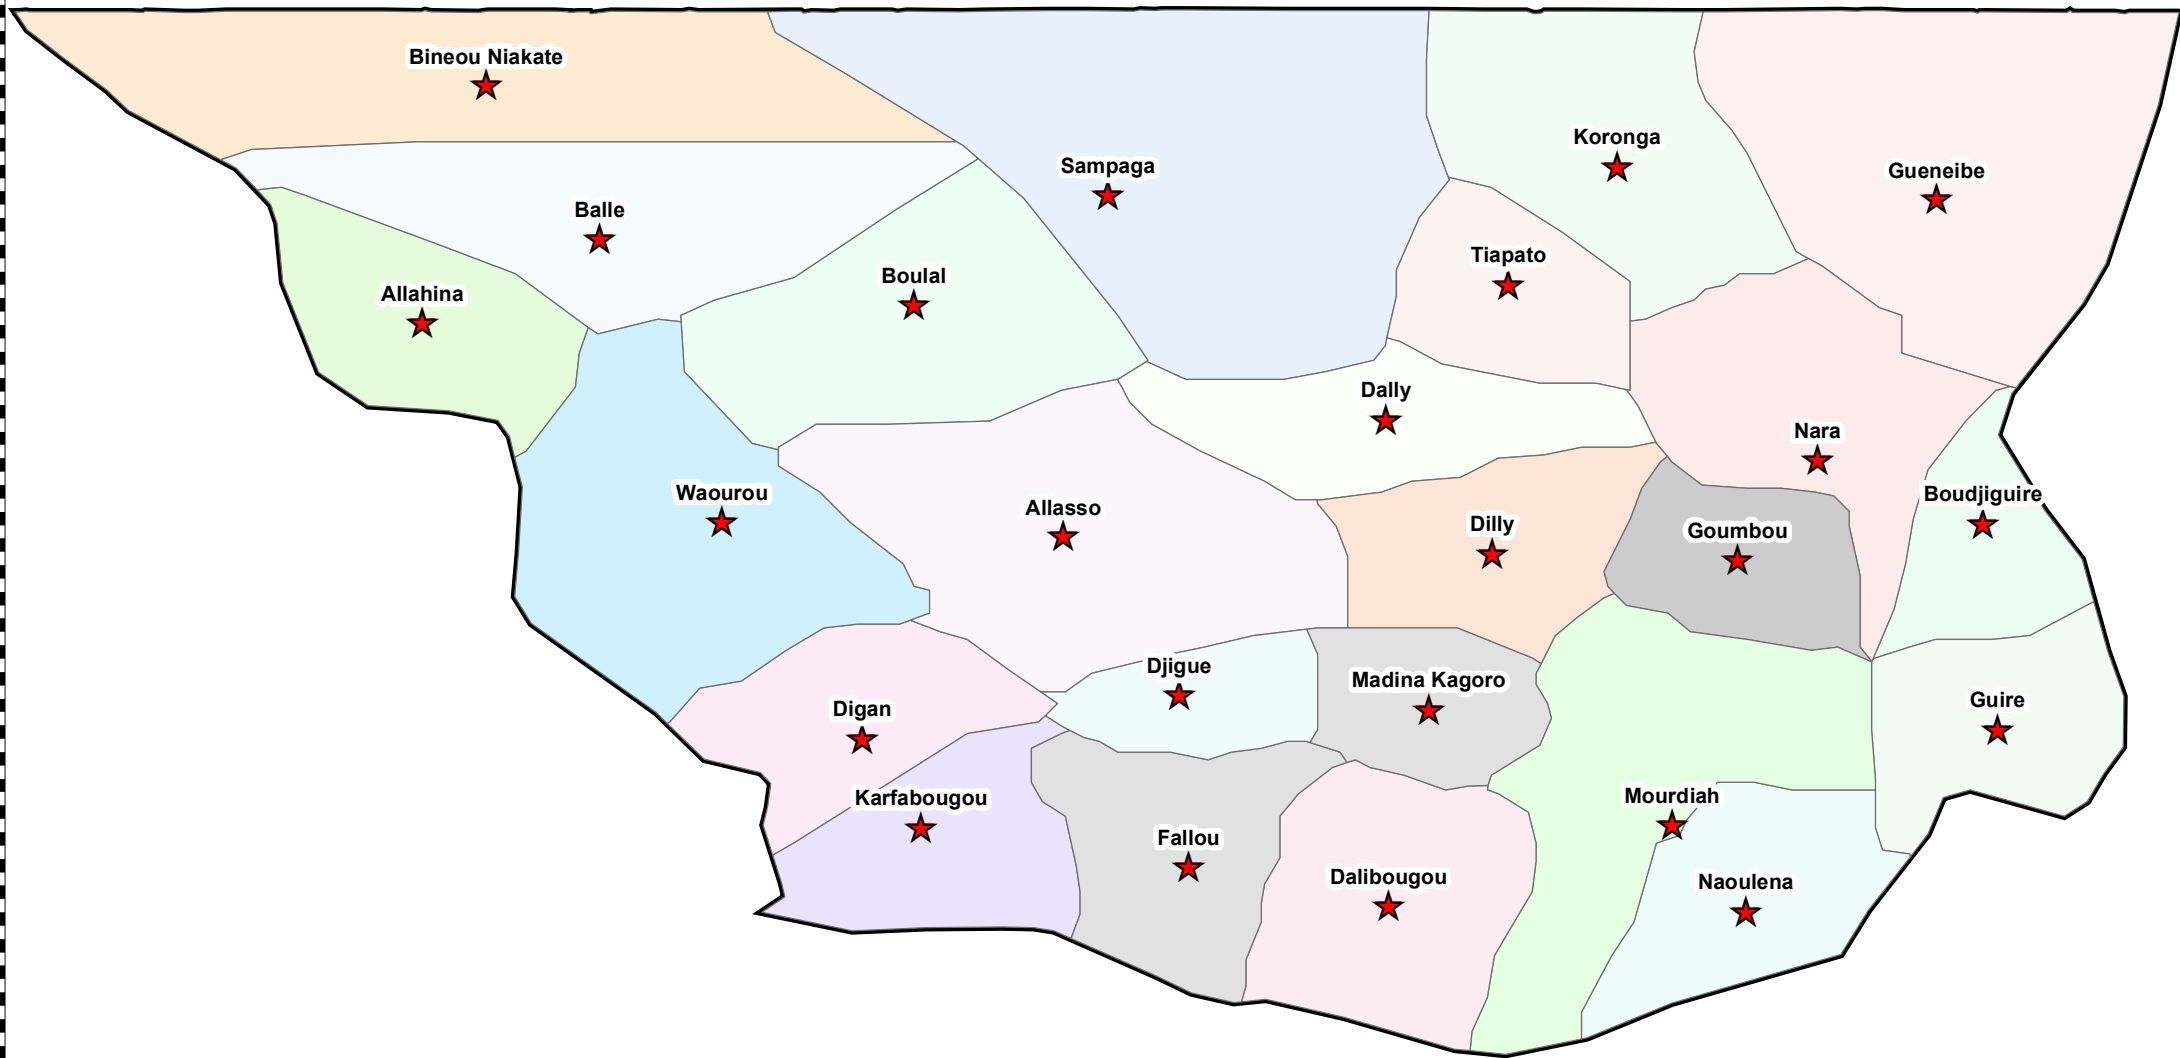 Bineou Niakate
Koronga
Sampaga
Gueneibe
Balle
Tiapato
Boulal
Allahina
Dally
Nara
Waourou
Boudjiguire
Allasso
Dilly
Goumbou
Djigue
Madina Kagoro
Guire
Digan
Mourdiah
Karfabougou
Fallou
Dalibougou
Naoulena